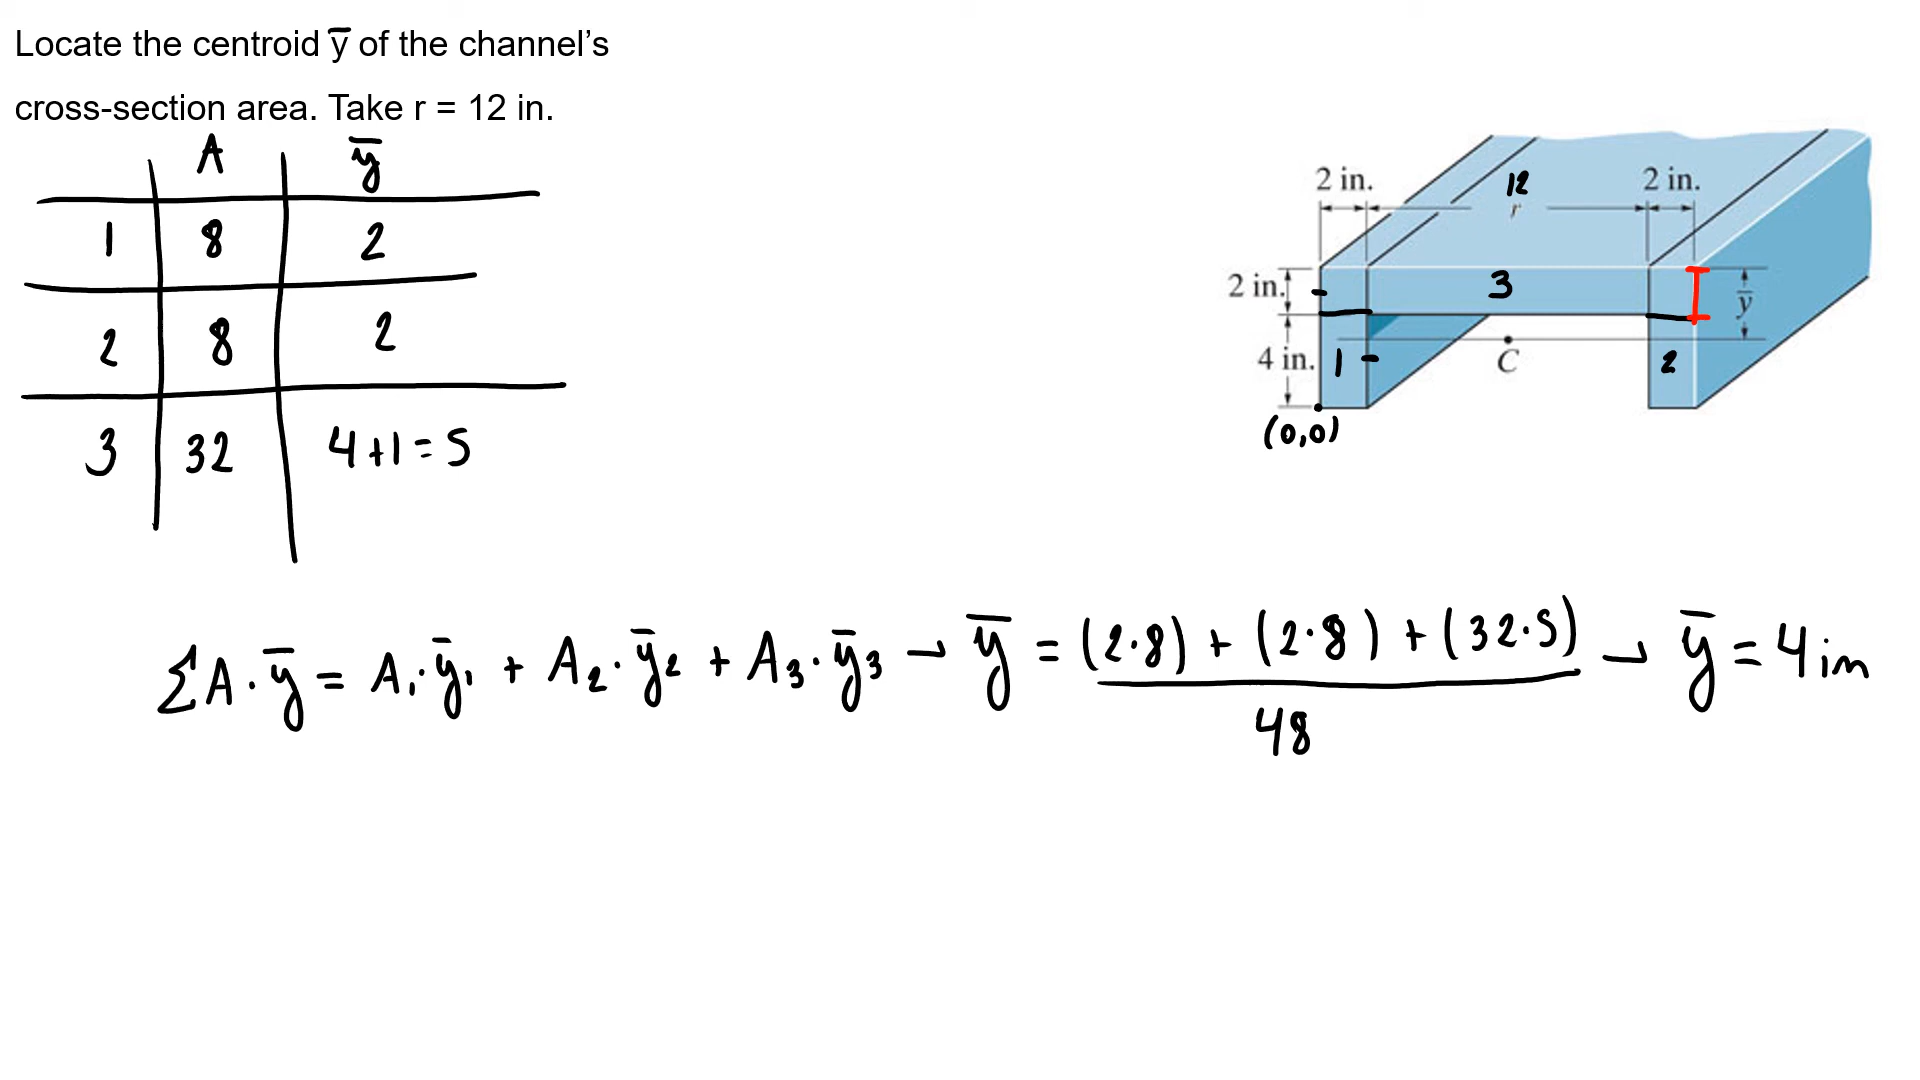 Locate the centroid y̅ of the channel’s
cross-section area. Take r = 12 in.
A y̅
1 8 2
2 8 2
3 32 4+1=5
2 in. 12 2 in.
r
2 in. 3 y̅
4 in. 1 C 2
(0,0)
ΣA·y̅ = A₁·y̅₁ + A₂·y̅₂ + A₃·y̅₃ → y̅ = (2·8) + (2·8) + (32·5) → y̅ = 4in
48